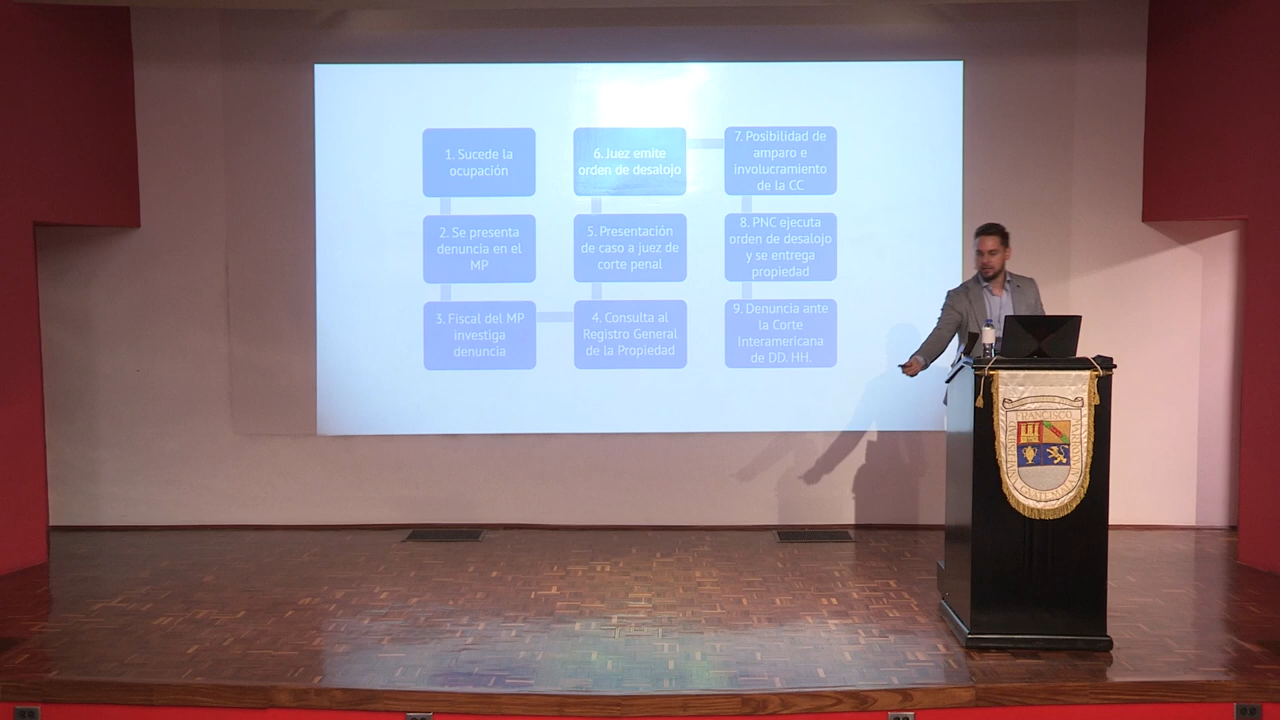 1. Sucede la
ocupación
2. Se presenta
denuncia en el
MP
3. Fiscal del MP
investiga
denuncia
4. Consulta al
Registro General
de la Propiedad
5. Presentación
de caso a juez de
corte penal
6. Juez emite
orden de desalojo
7. Posibilidad de
amparo e
involucramiento
de la CC
8. PNC ejecuta
orden de desalojo
y se entrega
propiedad
9. Denuncia ante
la Corte
Interamericana
de DD. HH.
UNIVERSIDAD FRANCISCO MARROQUIN
GUATEMALA